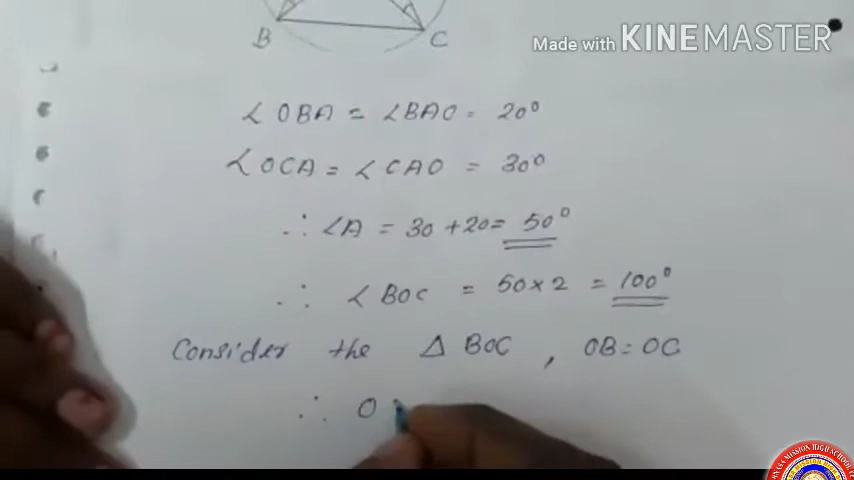 B
C
Made with KINEMASTER
∠OBA = ∠BAO = 20°
∠OCA = ∠CAO = 30°
∴ ∠A = 30 + 20 = 50°
∴ ∠BOC = 50 × 2 = 100°
Consider the △ BOC, OB = OC
∴ O